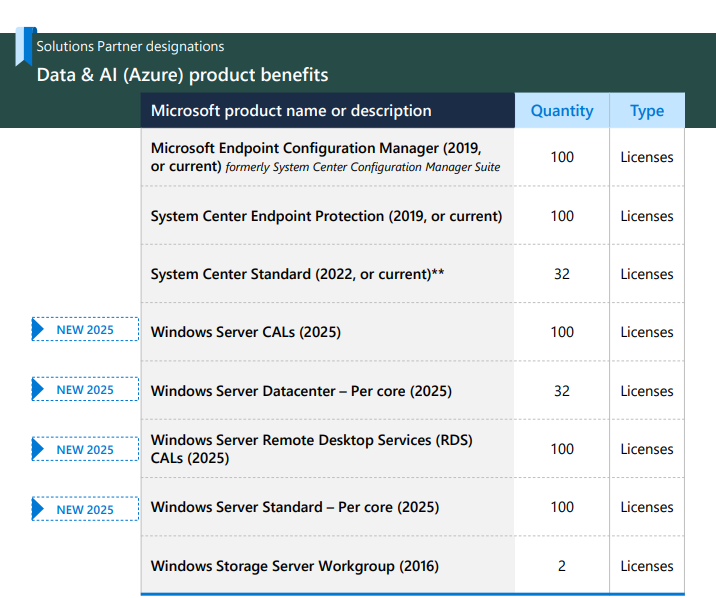 Solutions Partner designations
Data & AI (Azure) product benefits
Microsoft product name or description Quantity Type
Microsoft Endpoint Configuration Manager (2019,
or current) formerly System Center Configuration Manager Suite 100 Licenses
System Center Endpoint Protection (2019, or current) 100 Licenses
System Center Standard (2022, or current)** 32 Licenses
NEW 2025 Windows Server CALs (2025) 100 Licenses
NEW 2025 Windows Server Datacenter – Per core (2025) 32 Licenses
NEW 2025 Windows Server Remote Desktop Services (RDS)
CALs (2025) 100 Licenses
NEW 2025 Windows Server Standard – Per core (2025) 100 Licenses
Windows Storage Server Workgroup (2016) 2 Licenses